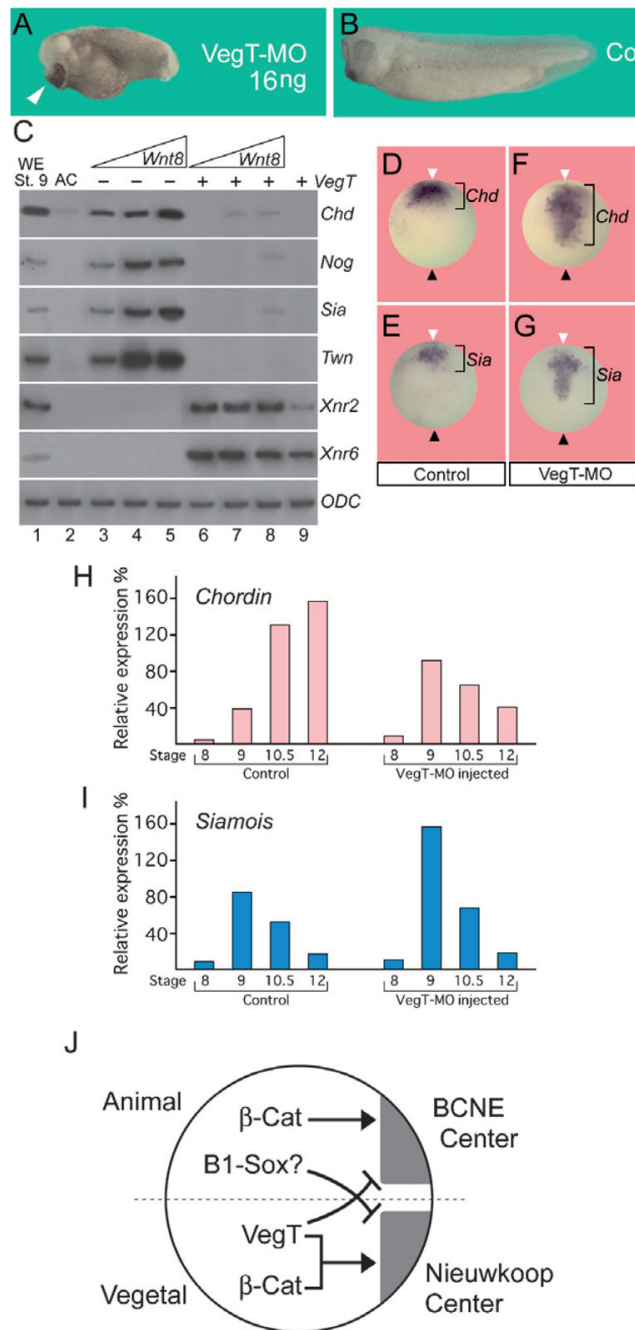 A
VegT-MO
16ng
B
Co
C
WE
St. 9
AC
Wnt8
Wnt8
– – – + + + + VegT
Chd
Nog
Sia
Twn
Xnr2
Xnr6
ODC
1 2 3 4 5 6 7 8 9
D
Chd
F
Chd
E
Sia
G
Sia
Control
VegT-MO
H
Chordin
Relative expression %
160
120
80
40
Stage 8 9 10.5 12 8 9 10.5 12
Control
VegT-MO injected
I
Siamois
Relative expression %
160
120
80
40
Stage 8 9 10.5 12 8 9 10.5 12
Control
VegT-MO injected
J
Animal
β-Cat
BCNE
Center
B1-Sox?
VegT
β-Cat
Vegetal
Nieuwkoop
Center